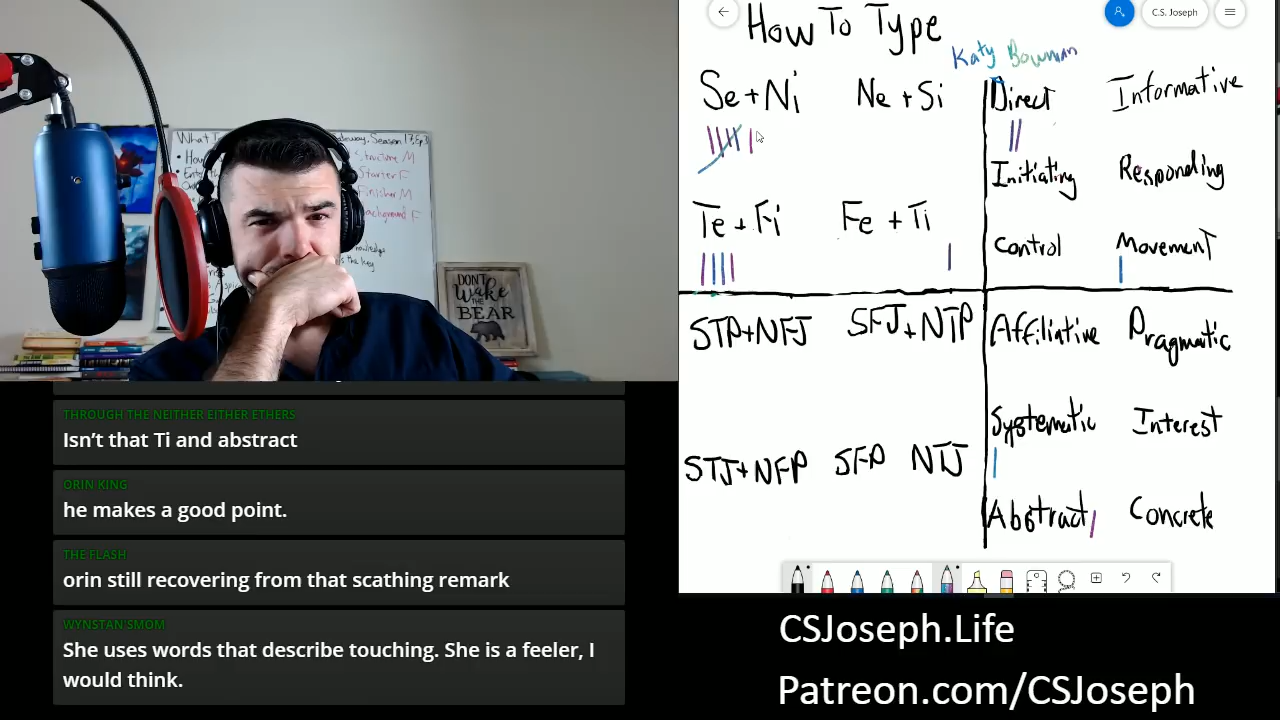 How To Type
C.S. Joseph
Katy Bowman
Se + Ni
Ne + Si
Direct
Informative
Initiating
Responding
Te + Fi
Fe + Ti
Control
Movement
STP+NFJ
SFJ+NTP
Affiliative
Pragmatic
Systematic
Interest
STJ+NFP
SFP
NTJ
Abstract
Concrete
Structure M
Starter F
Finisher M
Background F
DON'T
Wake
THE
BEAR
THROUGH THE NEITHER EITHER ETHERS
Isn't that Ti and abstract
ORIN KING
he makes a good point.
THE FLASH
orin still recovering from that scathing remark
WYNSTAN SMOM
She uses words that describe touching. She is a feeler, I
would think.
CSJoseph.Life
Patreon.com/CSJoseph